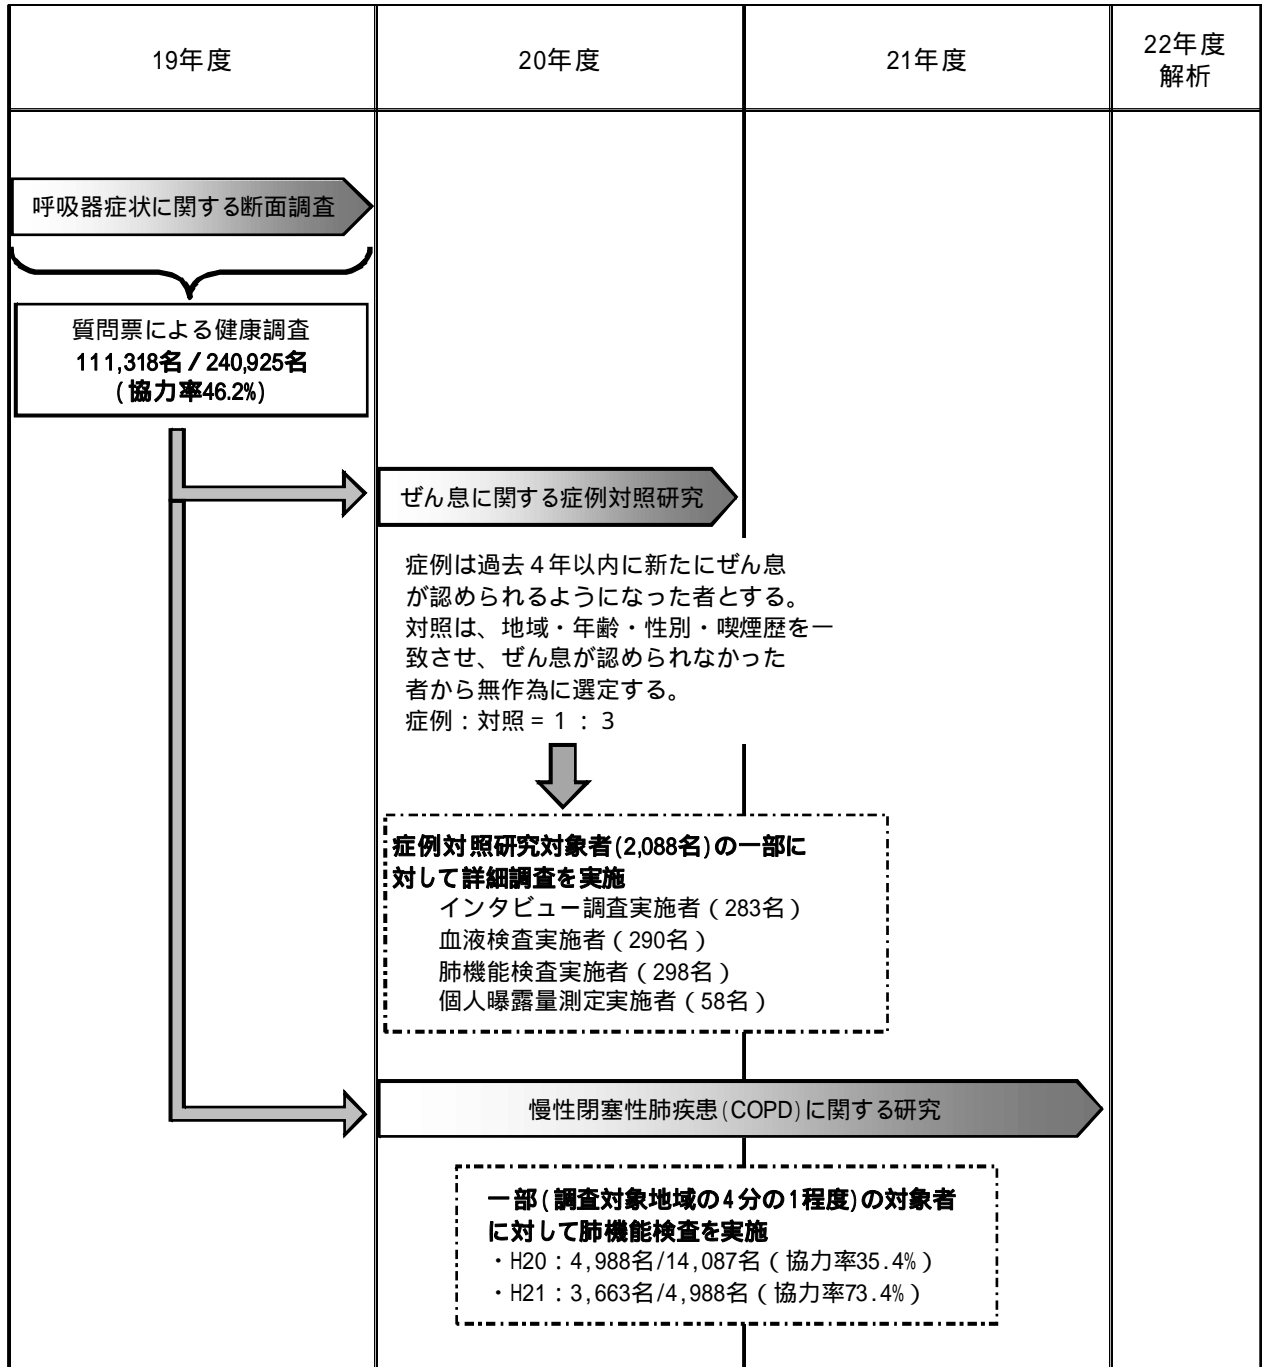 19年度
20年度
21年度
22年度
解析
呼吸器症状に関する断面調査
質問票による健康調査
111,318名／240,925名
(協力率46.2%)
ぜん息に関する症例対照研究
症例は過去４年以内に新たにぜん息
が認められるようになった者とする。
対照は、地域・年齢・性別・喫煙歴を一
致させ、ぜん息が認められなかった
者から無作為に選定する。
症例：対照＝１：３
症例対照研究対象者(2,088名)の一部に
対して詳細調査を実施
インタビュー調査実施者（283名）
血液検査実施者（290名）
肺機能検査実施者（298名）
個人曝露量測定実施者（58名）
慢性閉塞性肺疾患(COPD)に関する研究
一部(調査対象地域の4分の1程度)の対象者
に対して肺機能検査を実施
・H20：4,988名/14,087名（協力率35.4%）
・H21：3,663名/4,988名（協力率73.4%）